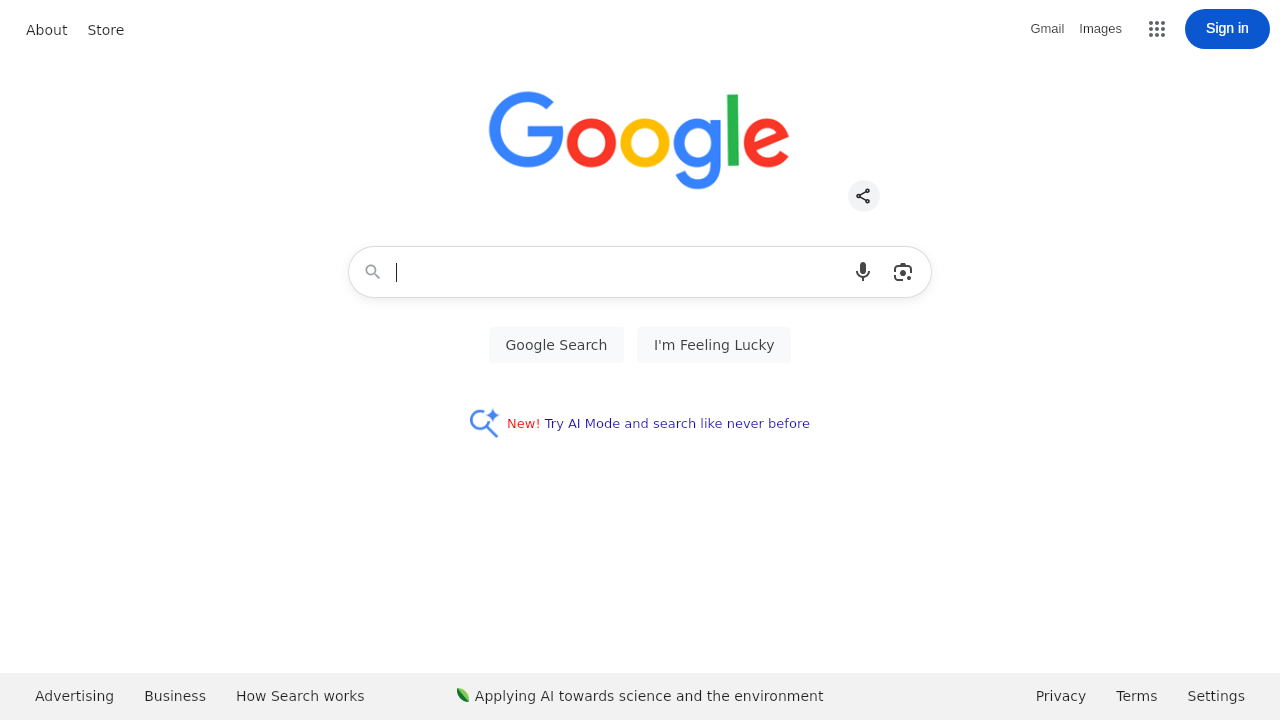 About Store Gmail Images Sign in
Google
Google Search I'm Feeling Lucky
New! Try AI Mode and search like never before
Advertising Business How Search works Applying AI towards science and the environment Privacy Terms Settings